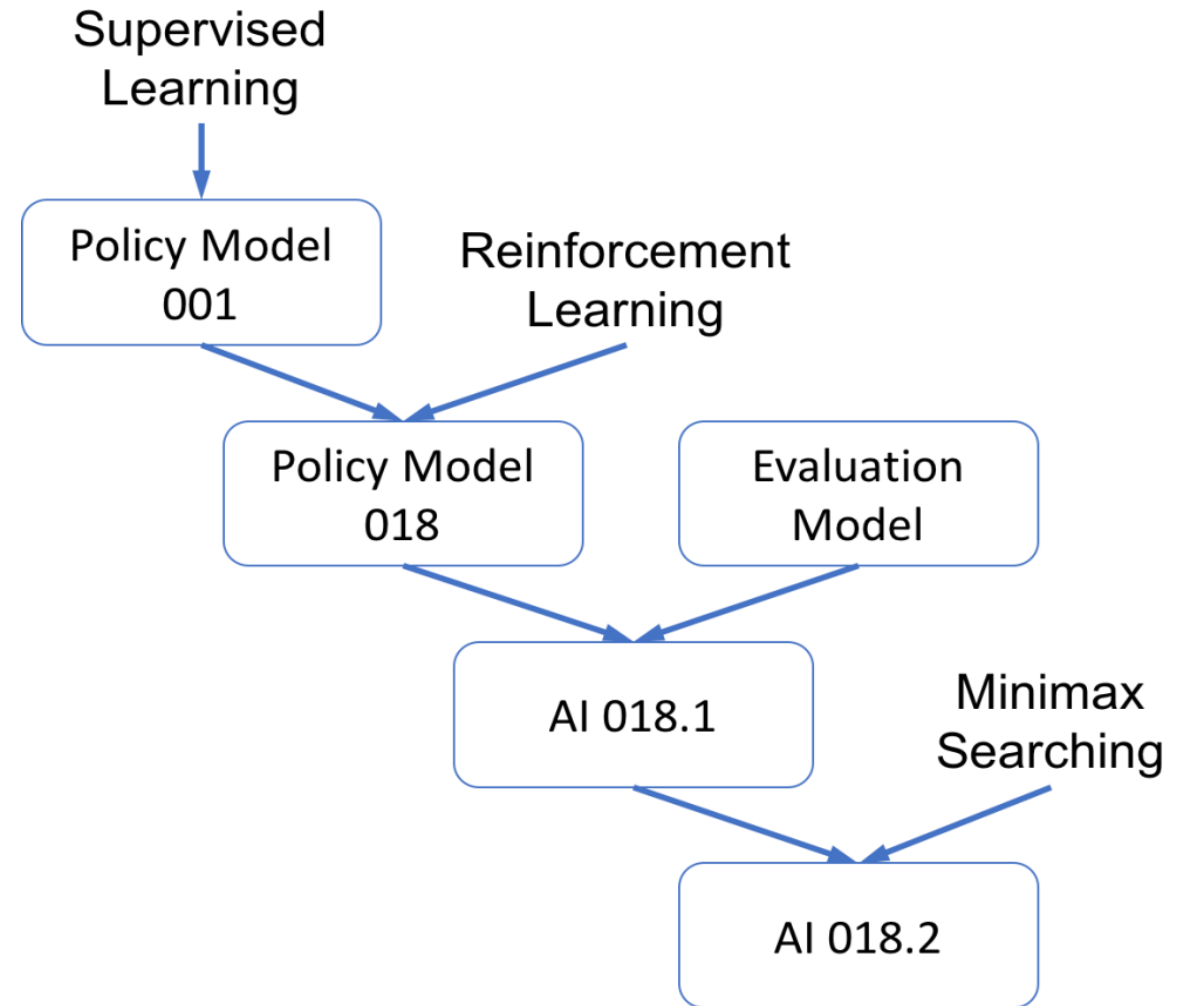 Supervised
Learning
Policy Model
001
Reinforcement
Learning
Policy Model
018
Evaluation
Model
AI 018.1
Minimax
Searching
AI 018.2